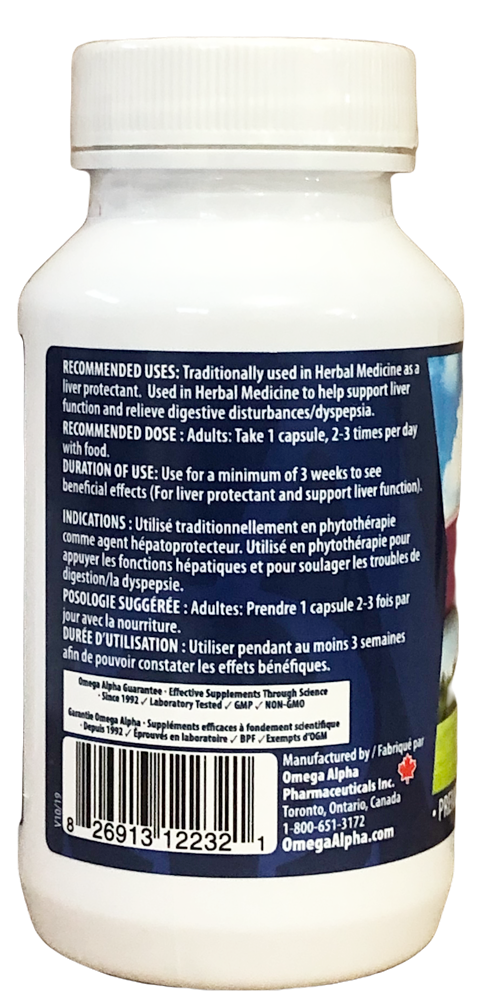 RECOMMENDED USES: Traditionally used in Herbal Medicine as a
liver protectant. Used in Herbal Medicine to help support liver
function and relieve digestive disturbances/dyspepsia.
RECOMMENDED DOSE : Adults: Take 1 capsule, 2-3 times per day
with food.
DURATION OF USE: Use for a minimum of 3 weeks to see
beneficial effects (For liver protectant and support liver function).
INDICATIONS : Utilisé traditionnellement en phytothérapie
comme agent hépatoprotecteur. Utilisé en phytothérapie pour
appuyer les fonctions hépatiques et pour soulager les troubles de
digestion/la dyspepsie.
POSOLOGIE SUGGÉRÉE : Adultes: Prendre 1 capsule 2-3 fois par
jour avec la nourriture.
DURÉE D'UTILISATION : Utiliser pendant au moins 3 semaines
afin de pouvoir constater les effets bénéfiques.
Omega Alpha Guarantee · Effective Supplements Through Science
· Since 1992 ✓ Laboratory Tested ✓ GMP ✓ NON-GMO
Garantie Omega Alpha · Suppléments efficaces à fondement scientifique
· Depuis 1992 ✓ Éprouvés en laboratoire ✓ BPF ✓ Exempts d'OGM
V10/19
8 26913 12232 1
Manufactured by / Fabriqué par
Omega Alpha
Pharmaceuticals Inc.
Toronto, Ontario, Canada
1-800-651-3172
OmegaAlpha.com